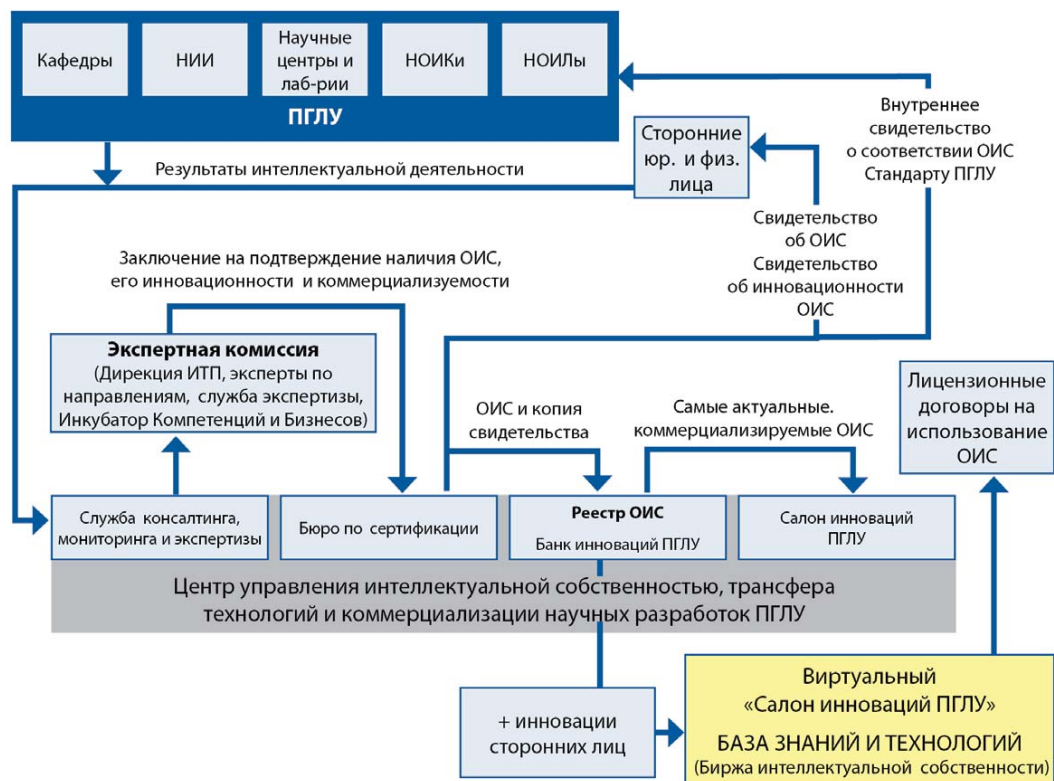 Кафедры
НИИ
Научные
центры и
лаб-рии
НОИКи
НОИЛы
ПГЛУ
Внутреннее
свидетельство
о соответствии ОИС
Стандарту ПГЛУ
Сторонние
юр. и физ.
лица
Результаты интеллектуальной деятельности
Свидетельство
об ОИС
Свидетельство
об инновационности
ОИС
Заключение на подтверждение наличия ОИС,
его инновационности и коммерциализуемости
Экспертная комиссия
(Дирекция ИТП, эксперты по
направлениям, служба экспертизы,
Инкубатор Компетенций и Бизнесов)
ОИС и копия
свидетельства
Самые актуальные.
коммерциализируемые ОИС
Лицензионные
договоры на
использование
ОИС
Служба консалтинга,
мониторинга и экспертизы
Бюро по сертификации
Реестр ОИС
Банк инноваций ПГЛУ
Салон инноваций
ПГЛУ
Центр управления интеллектуальной собственностью, трансфера
технологий и коммерциализации научных разработок ПГЛУ
+ инновации
сторонних лиц
Виртуальный
«Салон инноваций ПГЛУ»
БАЗА ЗНАНИЙ И ТЕХНОЛОГИЙ
(Биржа интеллектуальной собственности)